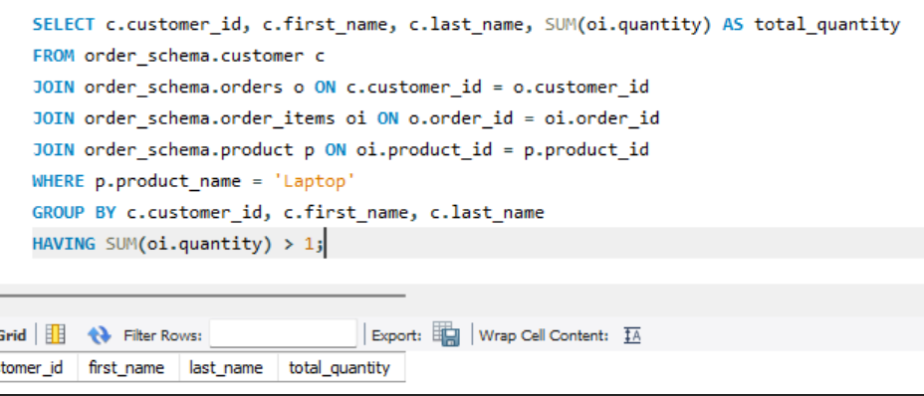 SELECT c.customer_id, c.first_name, c.last_name, SUM(oi.quantity) AS total_quantity
FROM order_schema.customer c
JOIN order_schema.orders o ON c.customer_id = o.customer_id
JOIN order_schema.order_items oi ON o.order_id = oi.order_id
JOIN order_schema.product p ON oi.product_id = p.product_id
WHERE p.product_name = 'Laptop'
GROUP BY c.customer_id, c.first_name, c.last_name
HAVING SUM(oi.quantity) > 1;
Grid Filter Rows: Export: Wrap Cell Content: IA
tomer_id first_name last_name total_quantity